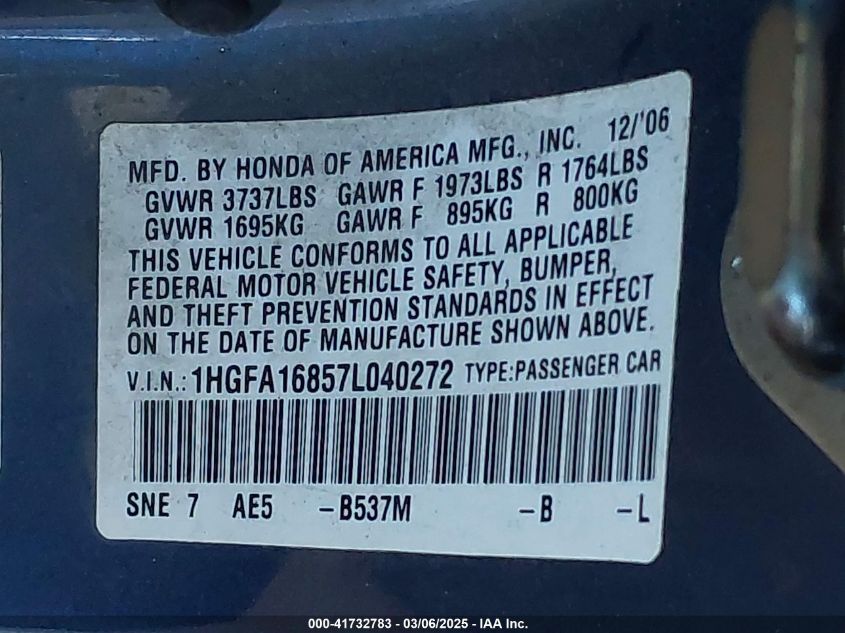 MFD. BY HONDA OF AMERICA MFG., INC. 12/'06
GVWR 3737LBS GAWR F 1973LBS R 1764LBS
GVWR 1695KG GAWR F 895KG R 800KG
THIS VEHICLE CONFORMS TO ALL APPLICABLE
FEDERAL MOTOR VEHICLE SAFETY, BUMPER,
AND THEFT PREVENTION STANDARDS IN EFFECT
ON THE DATE OF MANUFACTURE SHOWN ABOVE.
V.I.N.: 1HGFA16857L040272 TYPE:PASSENGER CAR
SNE 7 AE5 -B537M -B -L
000-41732783 - 03/06/2025 - IAA Inc.